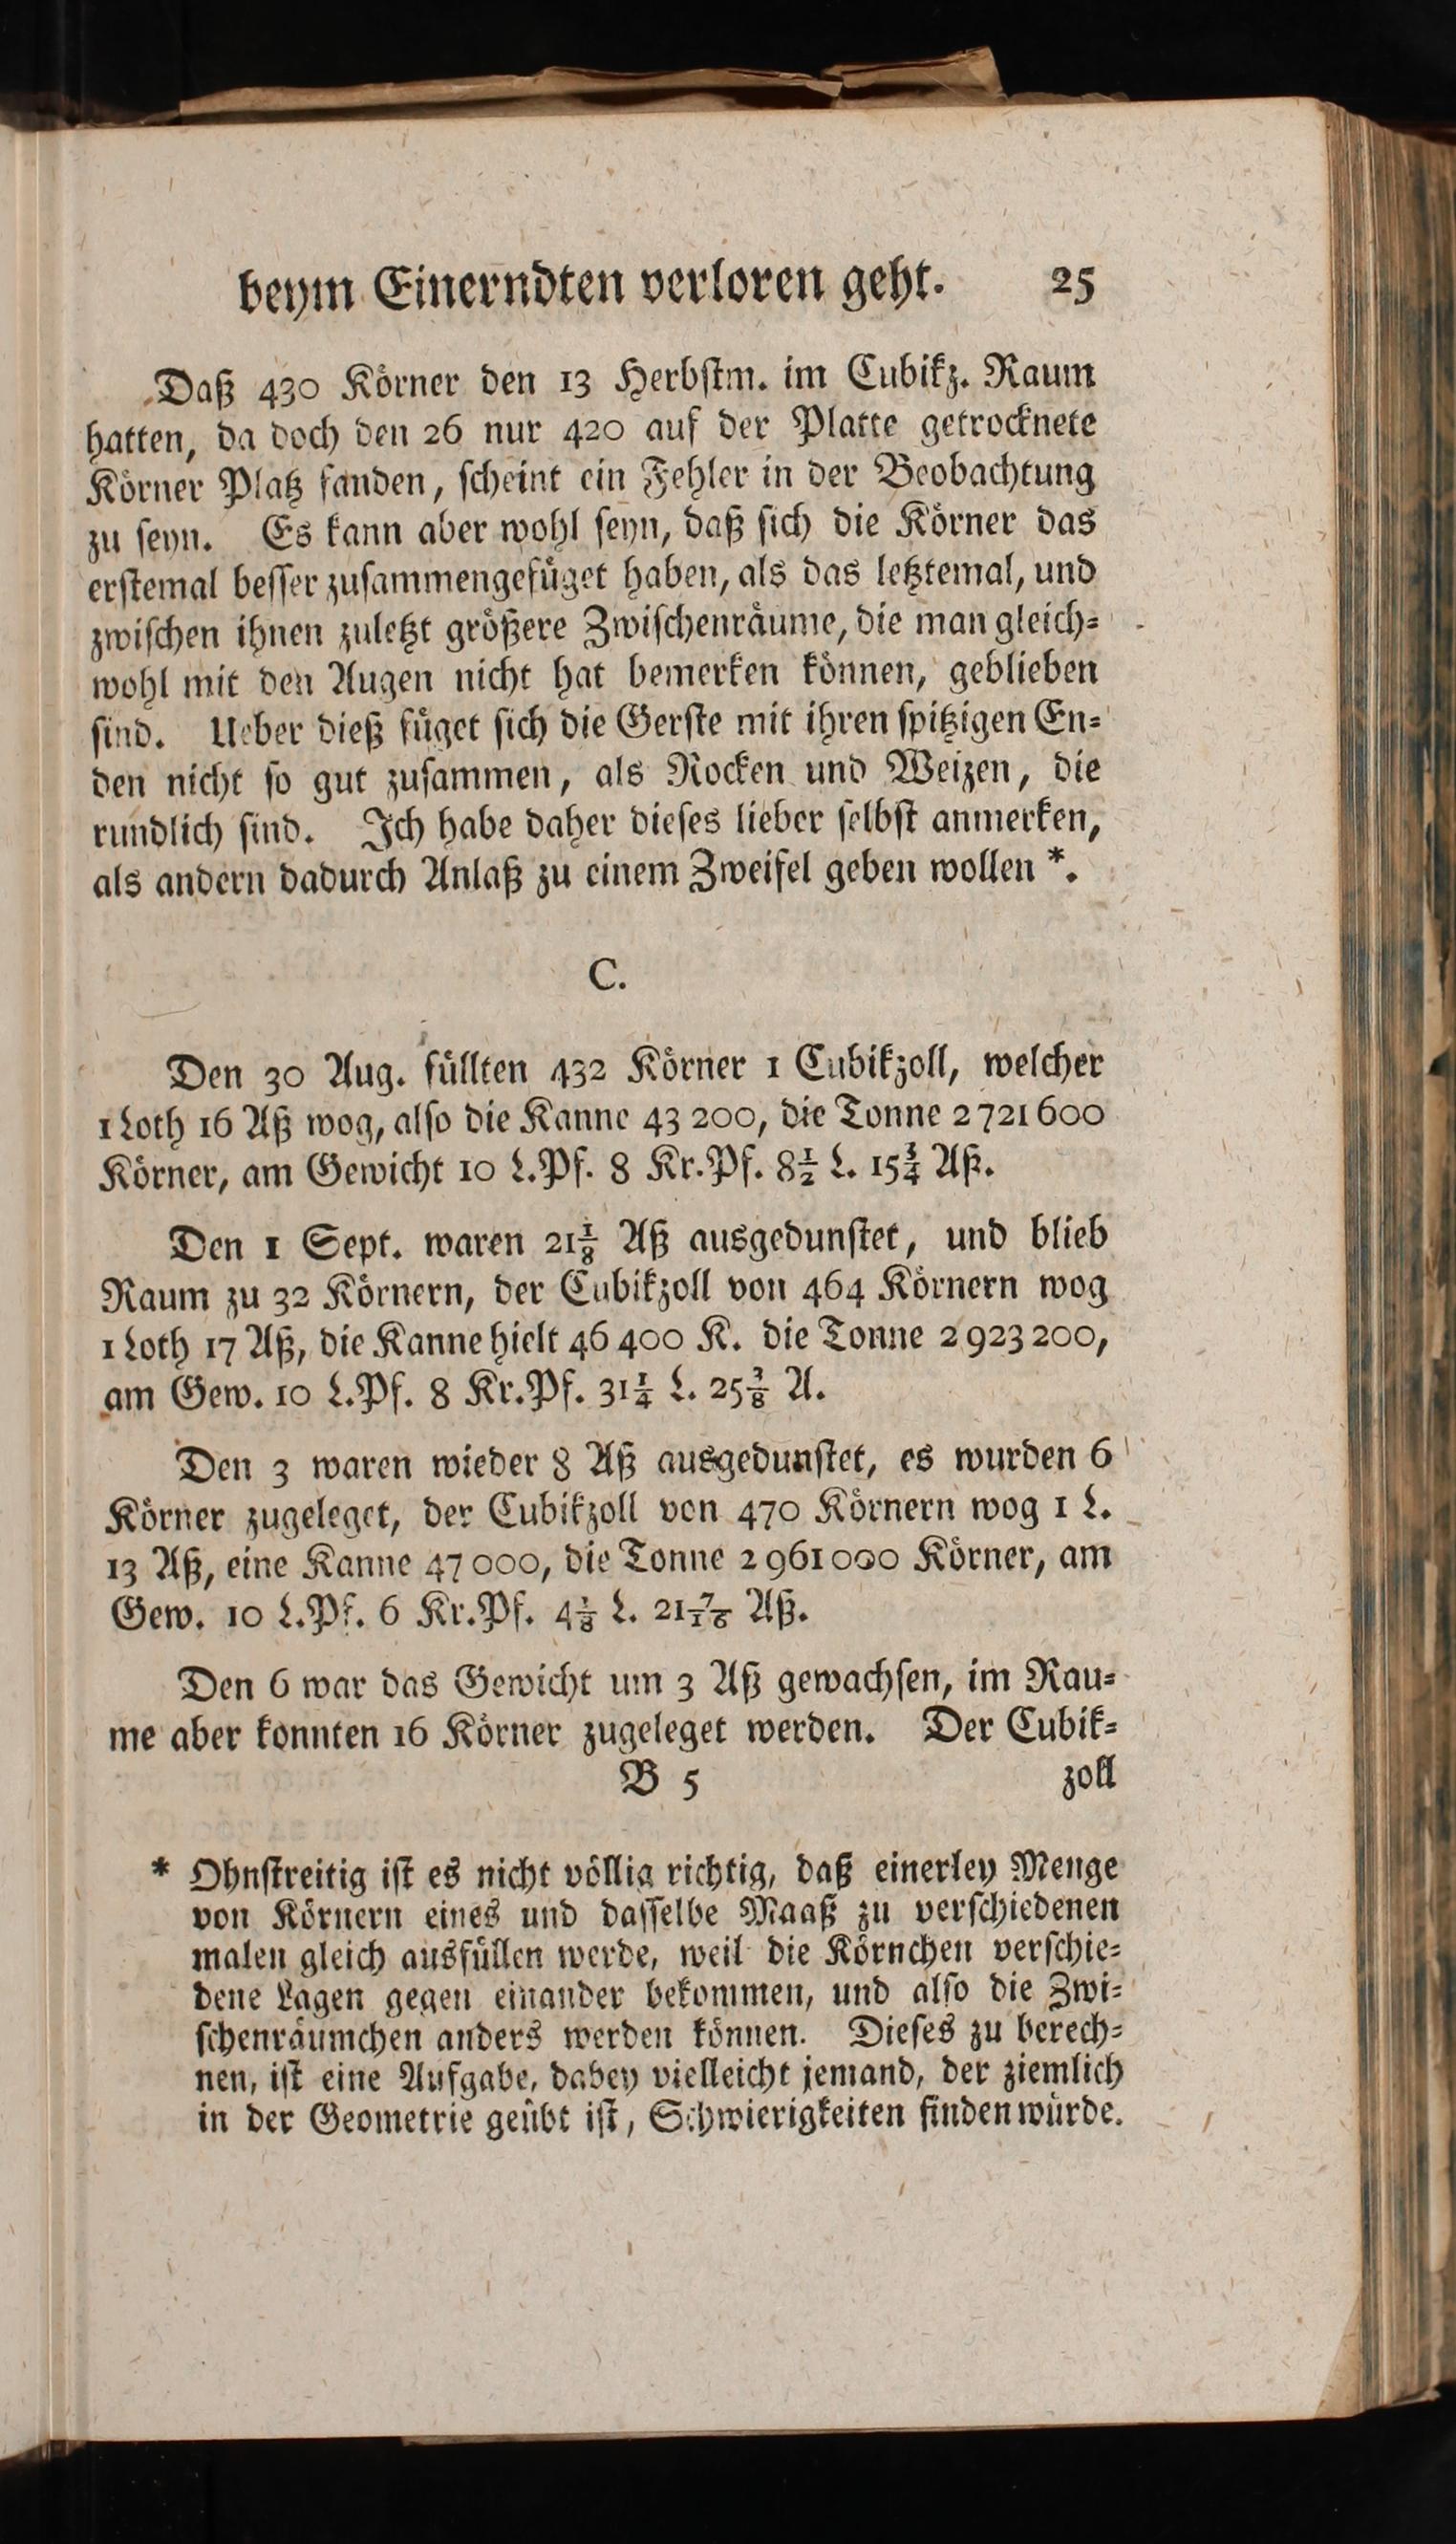 beym Einerndten verloren geht. 25
Daß 430 Körner den 13 Herbſtm. im Cubikz. Raum
hatten, da doch den 26 nur 420 auf der Platte getrocknete
Körner Platz fanden, ſcheint ein Fehler in der Beobachtung
zu ſeyn. Es kann aber wohl ſeyn, daß ſich die Körner das
erſtemal beſſer zuſammengefüget haben, als das letztemal, und
zwiſchen ihnen zuletzt größere Zwiſchenräume, die man gleich=
wohl mit den Augen nicht hat bemerken können, geblieben
ſind. Ueber dieß füget ſich die Gerſte mit ihren ſpitzigen En=
den nicht ſo gut zuſammen, als Rocken und Weizen, die
rundlich ſind. Ich habe daher dieſes lieber ſelbſt anmerken,
als andern dadurch Anlaß zu einem Zweifel geben wollen *.
C.
Den 30 Aug. füllten 432 Körner 1 Cubikzoll, welcher
1 Loth 16 Aß wog, alſo die Kanne 43 200, die Tonne 2 721 600
Körner, am Gewicht 10 L.Pf. 8 Kr.Pf. 8½ L. 15¾ Aß.
Den 1 Sept. waren 21⅛ Aß ausgedunſtet, und blieb
Raum zu 32 Körnern, der Cubikzoll von 464 Körnern wog
1 Loth 17 Aß, die Kanne hielt 46 400 K. die Tonne 2 923 200,
am Gew. 10 L.Pf. 8 Kr.Pf. 31¼ L. 25⅜ A.
Den 3 waren wieder 8 Aß ausgedunſtet, es wurden 6
Körner zugeleget, der Cubikzoll von 470 Körnern wog 1 L.
13 Aß, eine Kanne 47 000, die Tonne 2 961 000 Körner, am
Gew. 10 L.Pf. 6 Kr.Pf. 4⅛ L. 21 7/16 Aß.
Den 6 war das Gewicht um 3 Aß gewachſen, im Rau=
me aber konnten 16 Körner zugeleget werden. Der Cubik=
B 5 zoll
* Ohnſtreitig iſt es nicht völlig richtig, daß einerley Menge
von Körnern eines und daſſelbe Maaß zu verſchiedenen
malen gleich ausfüllen werde, weil die Körnchen verſchie=
dene Lagen gegen einander bekommen, und alſo die Zwi=
ſchenräumchen anders werden können. Dieſes zu berech=
nen, iſt eine Aufgabe, dabey vielleicht jemand, der ziemlich
in der Geometrie geübt iſt, Schwierigkeiten finden würde.